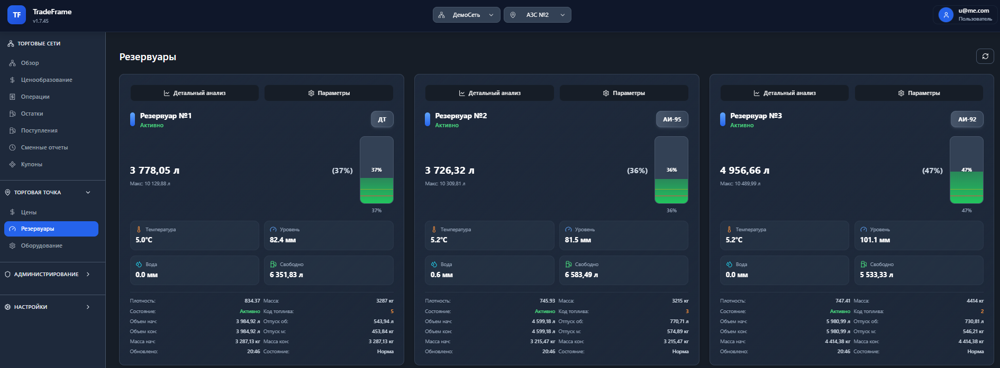 TF
TradeFrame
v1.7.45
ДемоСеть
АЗС №2
u@me.com
Пользователь
ТОРГОВЫЕ СЕТИ
Обзор
Ценообразование
Операции
Остатки
Поступления
Сменные отчеты
Купоны
ТОРГОВАЯ ТОЧКА
Цены
Резервуары
Оборудование
АДМИНИСТРИРОВАНИЕ
НАСТРОЙКИ
Резервуары
Детальный анализ Параметры
Резервуар №1
Активно
ДТ
3 778,05 л (37%) 37%
Макс: 10 129,88 л
37%
Температура
5.0°C
Уровень
82.4 мм
Вода
0.0 мм
Свободно
6 351,83 л
Плотность: 834.37 Масса: 3287 кг
Состояние: Активно Код топлива: 5
Объем нач: 3 984,92 л Отпуск об: 543,94 л
Объем кон: 3 984,92 л Отпуск м: 453,84 кг
Масса нач: 3 287,13 кг Масса кон: 3 287,13 кг
Обновлено: 20:46 Состояние: Норма
Детальный анализ Параметры
Резервуар №2
Активно
АИ-95
3 726,32 л (36%) 36%
Макс: 10 309,81 л
36%
Температура
5.2°C
Уровень
81.5 мм
Вода
0.6 мм
Свободно
6 583,49 л
Плотность: 745.93 Масса: 3215 кг
Состояние: Активно Код топлива: 3
Объем нач: 4 599,18 л Отпуск об: 770,71 л
Объем кон: 4 599,18 л Отпуск м: 574,89 кг
Масса нач: 3 215,47 кг Масса кон: 3 215,47 кг
Обновлено: 20:46 Состояние: Норма
Детальный анализ Параметры
Резервуар №3
Активно
АИ-92
4 956,66 л (47%) 47%
Макс: 10 489,99 л
47%
Температура
5.2°C
Уровень
101.1 мм
Вода
0.0 мм
Свободно
5 533,33 л
Плотность: 747.41 Масса: 4414 кг
Состояние: Активно Код топлива: 2
Объем нач: 5 980,99 л Отпуск об: 730,81 л
Объем кон: 5 980,99 л Отпуск м: 546,21 кг
Масса нач: 4 414,38 кг Масса кон: 4 414,38 кг
Обновлено: 20:46 Состояние: Норма